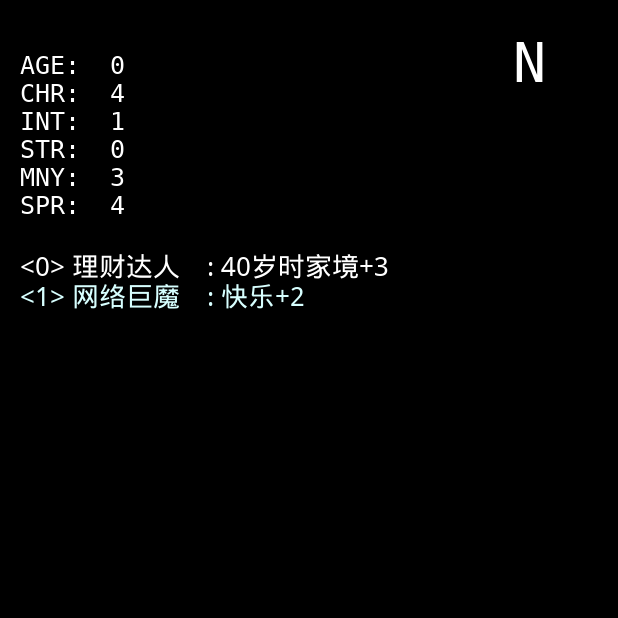 N
AGE: 0
CHR: 4
INT: 1
STR: 0
MNY: 3
SPR: 4
<0> 理财达人 : 40岁时家境+3
<1> 网络巨魔 : 快乐+2